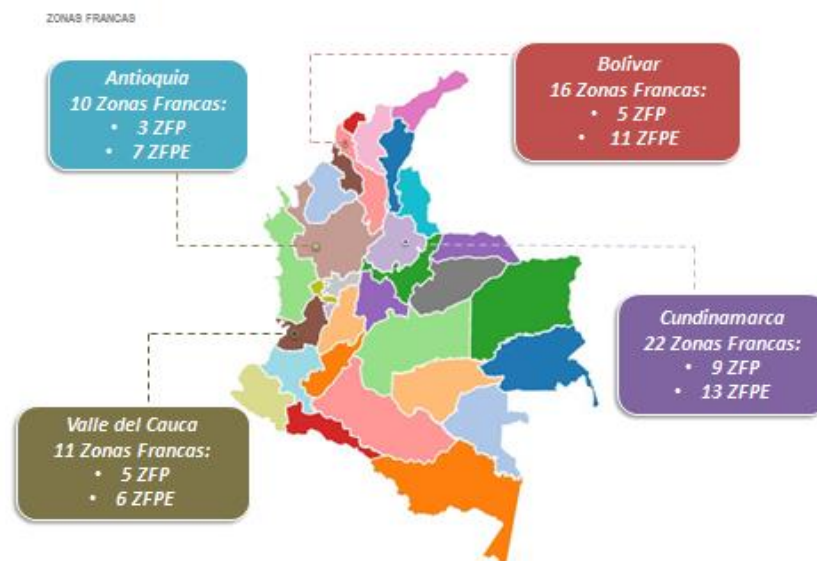 ZONAS FRANCAS
Antioquia
10 Zonas Francas:
• 3 ZFP
• 7 ZFPE
Bolivar
16 Zonas Francas:
• 5 ZFP
• 11 ZFPE
Cundinamarca
22 Zonas Francas:
• 9 ZFP
• 13 ZFPE
Valle del Cauca
11 Zonas Francas:
• 5 ZFP
• 6 ZFPE